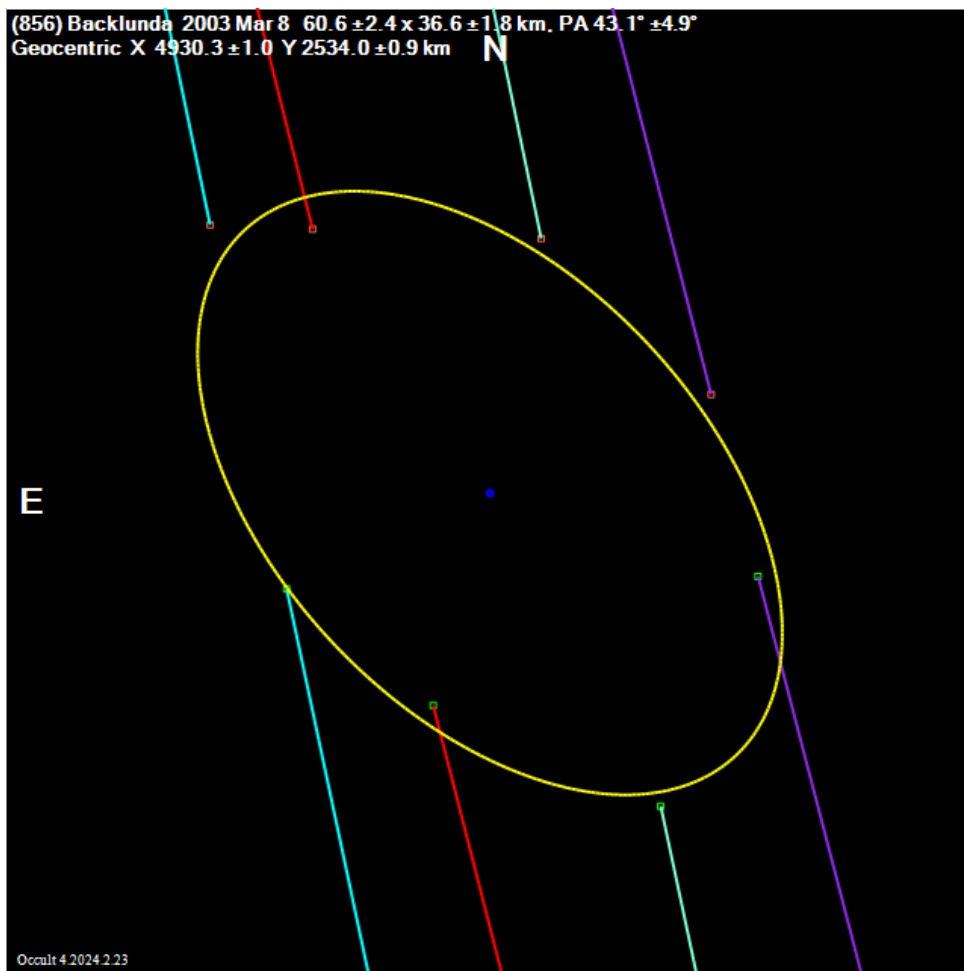 (856) Backlunda 2003 Mar 8 60.6 ±2.4 x 36.6 ±1.8 km, PA 43.1° ±4.9°
Geocentric X 4930.3 ±1.0 Y 2534.0 ±0.9 km
N
E
Occult 4.2024.2.23